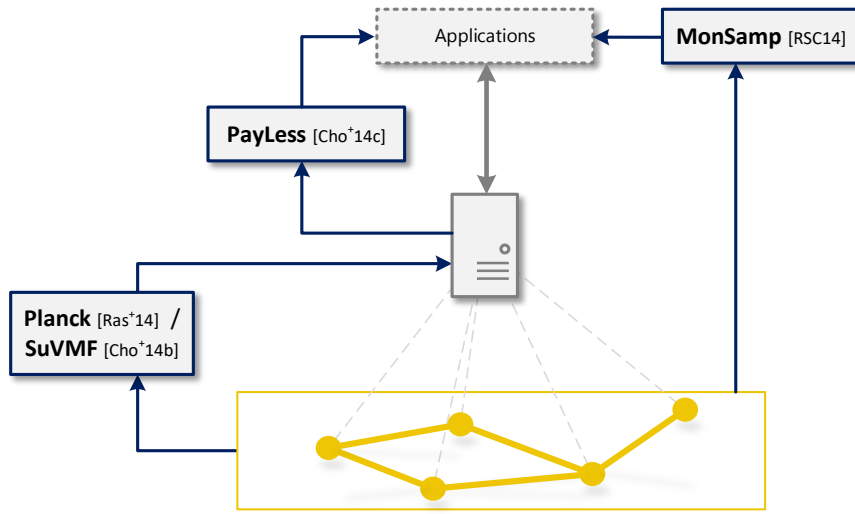 Applications
MonSamp [RSC14]
PayLess [Cho⁺14c]
Planck [Ras⁺14] /
SuVMF [Cho⁺14b]